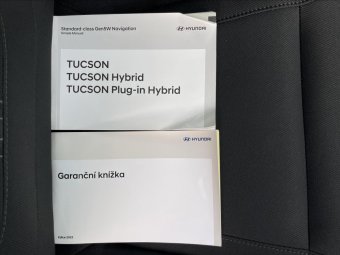 Standard-class Gen5W Navigation
HYUNDAI
TUCSON
TUCSON Hybrid
TUCSON Plug-in Hybrid
HYUNDAI
Garanční knížka